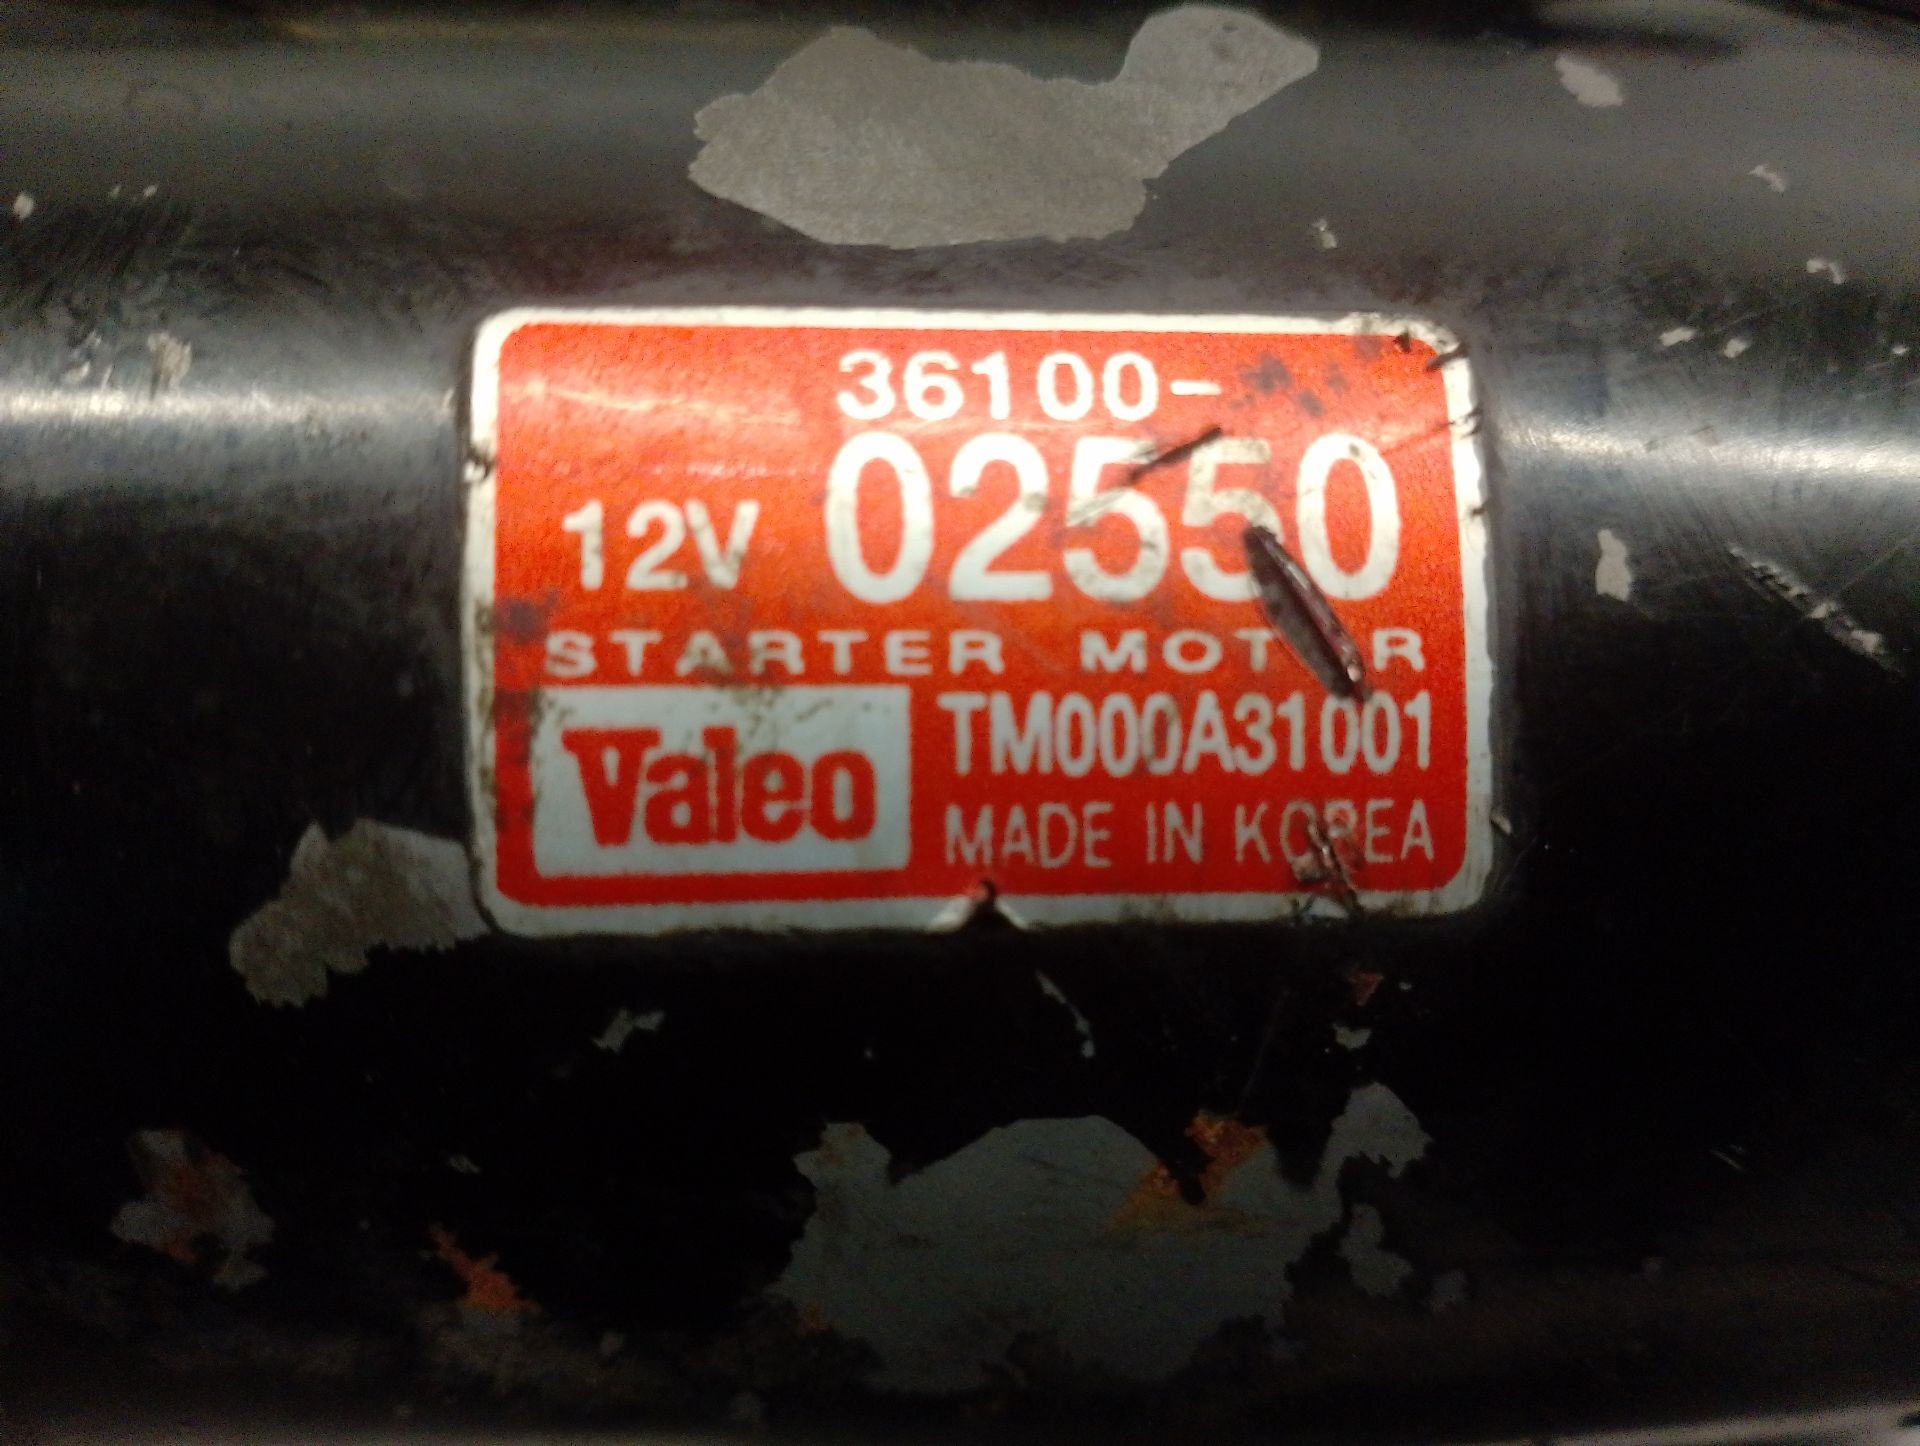 36100-
12V 02550
STARTER MOTOR
Valeo TM000A31001
MADE IN KOREA